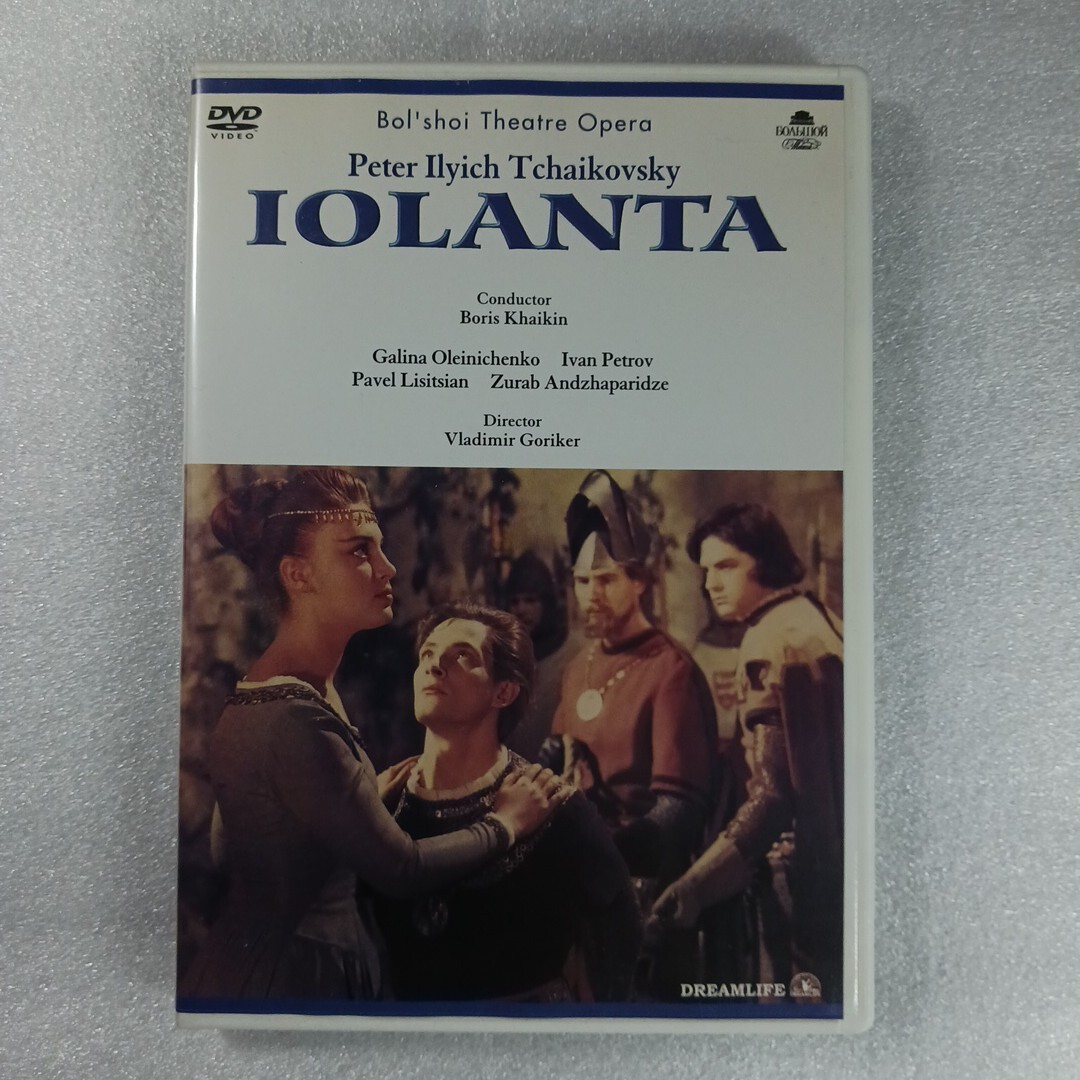 DVD
VIDEO
Bol'shoi Theatre Opera
БОЛЬШОЙ
Peter Ilyich Tchaikovsky
IOLANTA
Conductor
Boris Khaikin
Galina Oleinichenko Ivan Petrov
Pavel Lisitsian Zurab Andzhaparidze
Director
Vladimir Goriker
DREAMLIFE